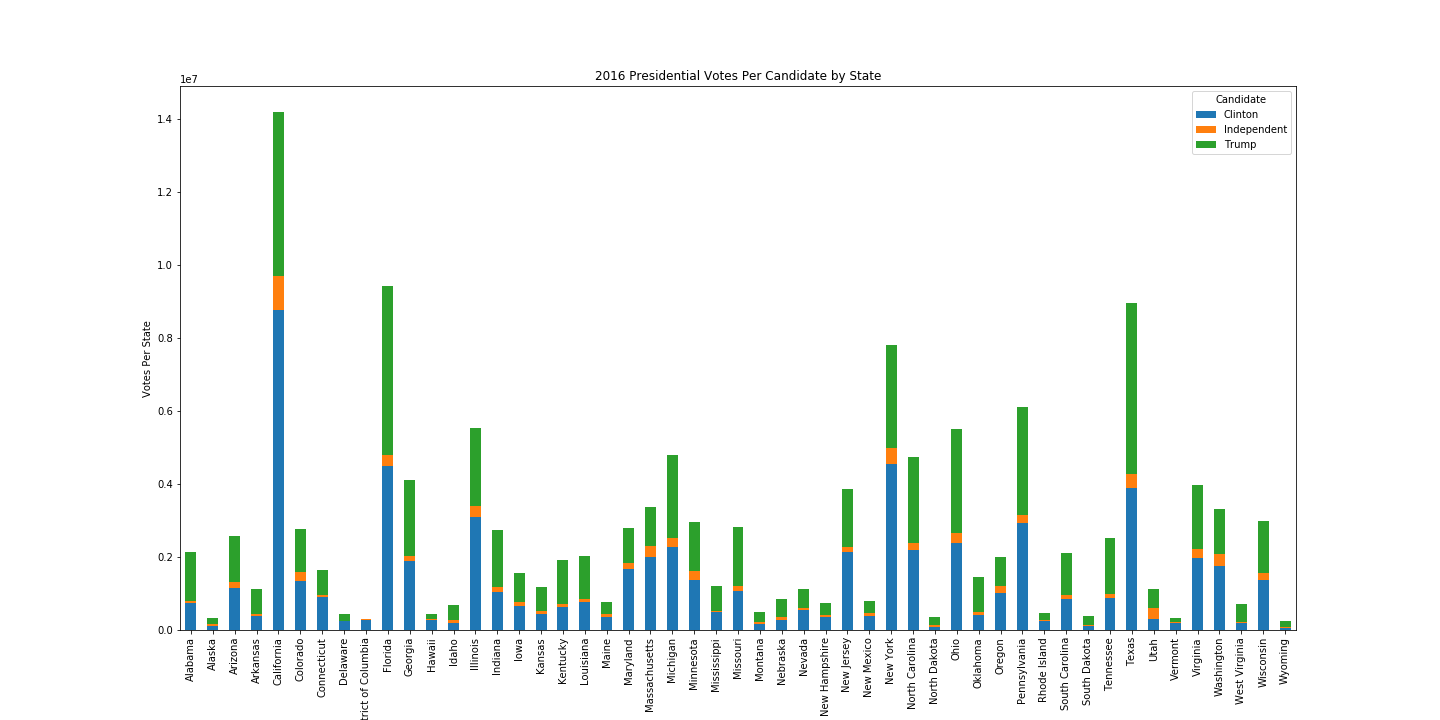 2016 Presidential Votes Per Candidate by State
1e7
Candidate
Clinton
Independent
Trump
1.4
1.2
1.0
0.8
0.6
0.4
0.2
0.0
Votes Per State
Alabama
Alaska
Arizona
Arkansas
California
Colorado
Connecticut
Delaware
trict of Columbia
Florida
Georgia
Hawaii
Idaho
Illinois
Indiana
Iowa
Kansas
Kentucky
Louisiana
Maine
Maryland
Massachusetts
Michigan
Minnesota
Mississippi
Missouri
Montana
Nebraska
Nevada
New Hampshire
New Jersey
New Mexico
New York
North Carolina
North Dakota
Ohio
Oklahoma
Oregon
Pennsylvania
Rhode Island
South Carolina
South Dakota
Tennessee
Texas
Utah
Vermont
Virginia
Washington
West Virginia
Wisconsin
Wyoming